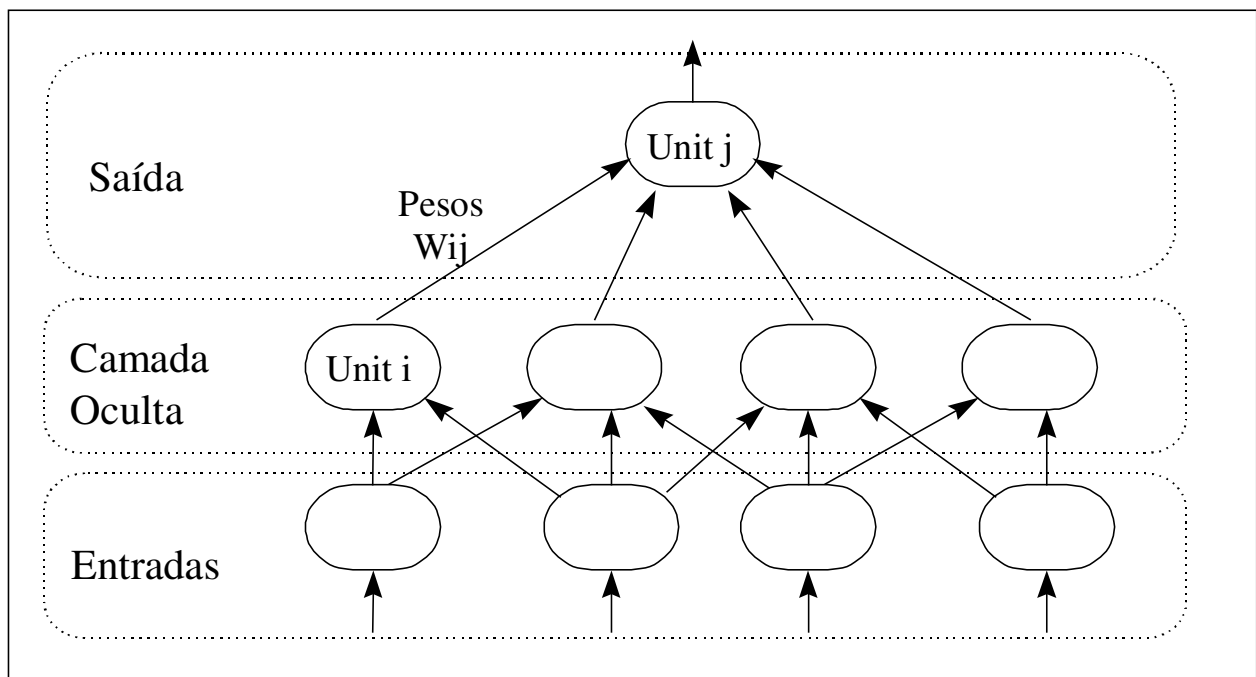 Unit j
Saída
Pesos
Wij
Camada
Oculta
Unit i
Entradas